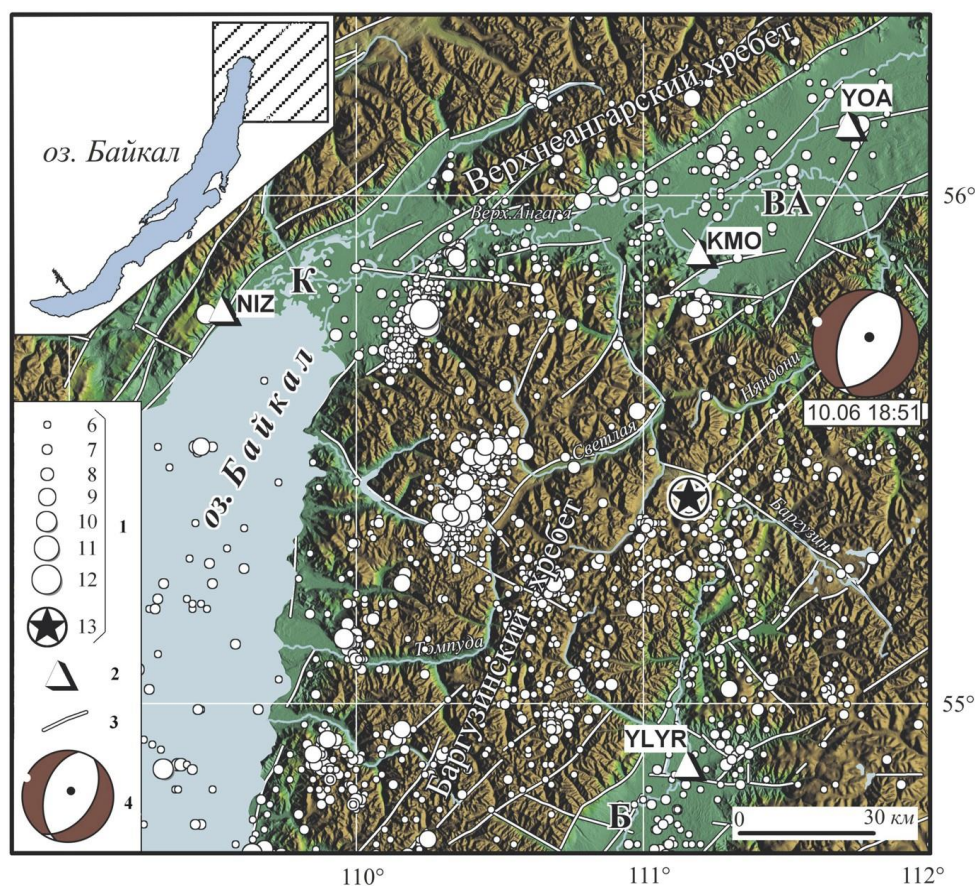 оз. Байкал
Верхнеангарский хребет
YOA
56°
Верх.Ангара
ВА
KMO
К
NIZ
Няндони
10.06 18:51
оз. Байкал
Светлая
Баргузин
6
7
8
9
10
11
12
13
1
2
3
4
Баргузинский хребет
Томпуда
55°
YLYR
Б
0 30 км
110° 111° 112°